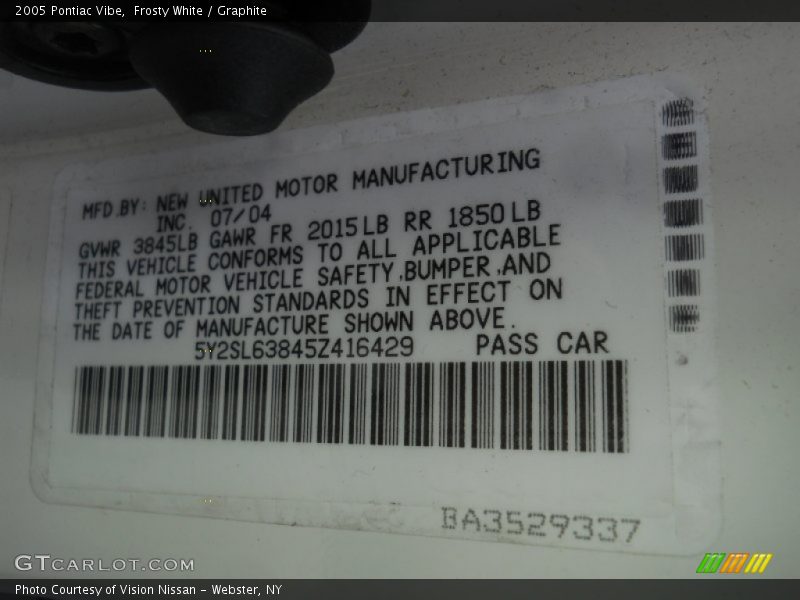 2005 Pontiac Vibe, Frosty White / Graphite
MFD.BY: NEW UNITED MOTOR MANUFACTURING
INC. 07/04
GVWR 3845LB GAWR FR 2015LB RR 1850LB
THIS VEHICLE CONFORMS TO ALL APPLICABLE
FEDERAL MOTOR VEHICLE SAFETY,BUMPER,AND
THEFT PREVENTION STANDARDS IN EFFECT ON
THE DATE OF MANUFACTURE SHOWN ABOVE.
5Y2SL63845Z416429 PASS CAR
BA3529337
GTCARLOT.COM
Photo Courtesy of Vision Nissan - Webster, NY